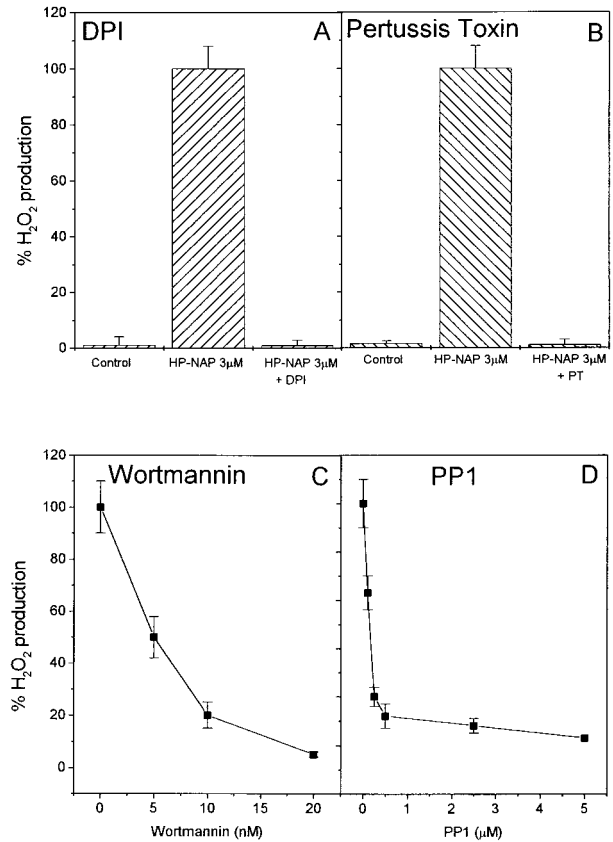 DPI
A
Pertussis Toxin
B
% H₂O₂ production
120
100
80
60
40
20
0
Control
HP-NAP 3μM
HP-NAP 3μM
+ DPI
Control
HP-NAP 3μM
HP-NAP 3μM
+ PT
Wortmannin
C
PP1
D
% H₂O₂ production
120
100
80
60
40
20
0
0
5
10
15
20
Wortmannin (nM)
0
1
2
3
4
5
PP1 (μM)